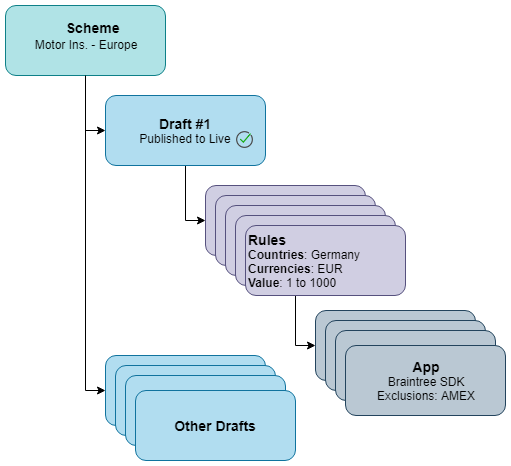 Scheme
Motor Ins. - Europe
Draft #1
Published to Live
Rules
Countries: Germany
Currencies: EUR
Value: 1 to 1000
App
Braintree SDK
Exclusions: AMEX
Other Drafts